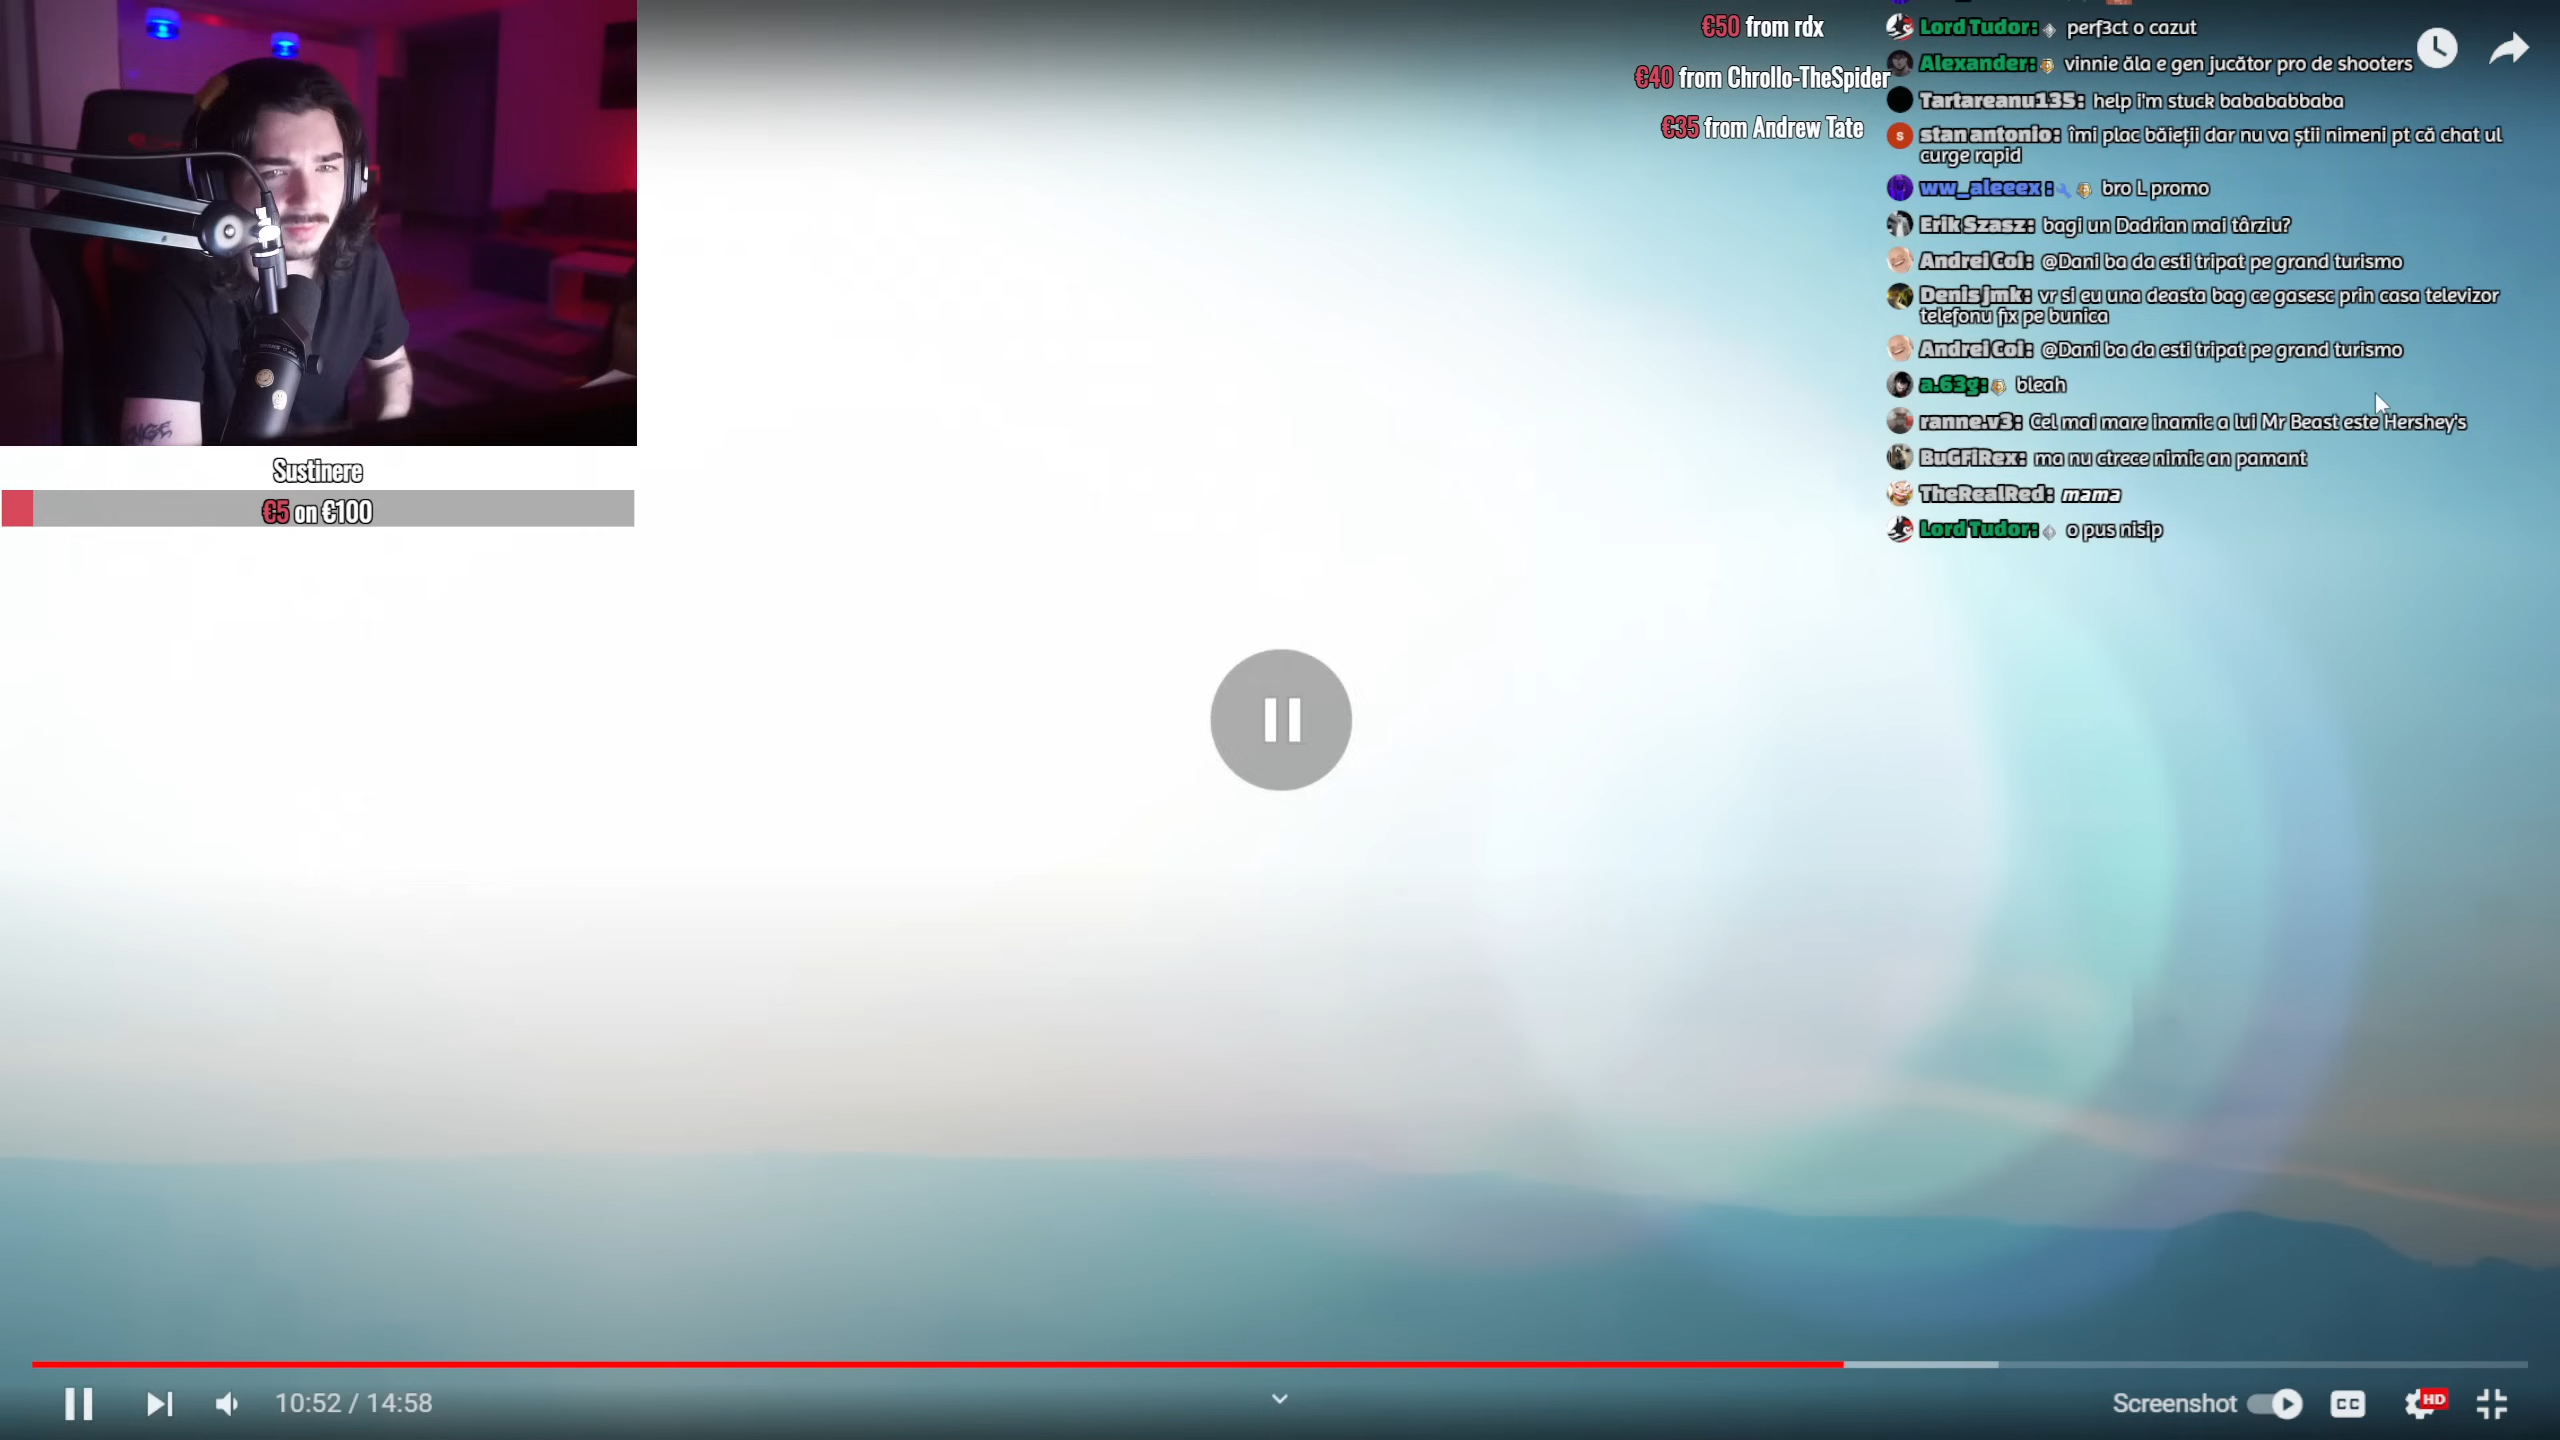 €50 from rdx
€40 from Chrollo-TheSpider
€35 from Andrew Tate
Lord Tudor: perf3ct o cazut
Alexander: vinnie ăla e gen jucător pro de shooters
Tartareanu135: help i'm stuck babababbaba
stan antonio: îmi plac băieții dar nu va știi nimeni pt că chat ul
curge rapid
ww_aleeex: bro L promo
Erik Szasz: bagi un Dadrian mai târziu?
Andrei Coi: @Dani ba da esti tripat pe grand turismo
Denis jmk: vr si eu una deasta bag ce gasesc prin casa televizor
telefonu fix pe bunica
Andrei Coi: @Dani ba da esti tripat pe grand turismo
a.63g: bleah
ranne.v3: Cel mai mare inamic a lui Mr Beast este Hershey's
BuGFiRex: ma nu ctrece nimic an pamant
TheRealRed: mama
Lord Tudor: o pus nisip
Sustinere
€5 on €100
10:52 / 14:58
Screenshot
CC
HD